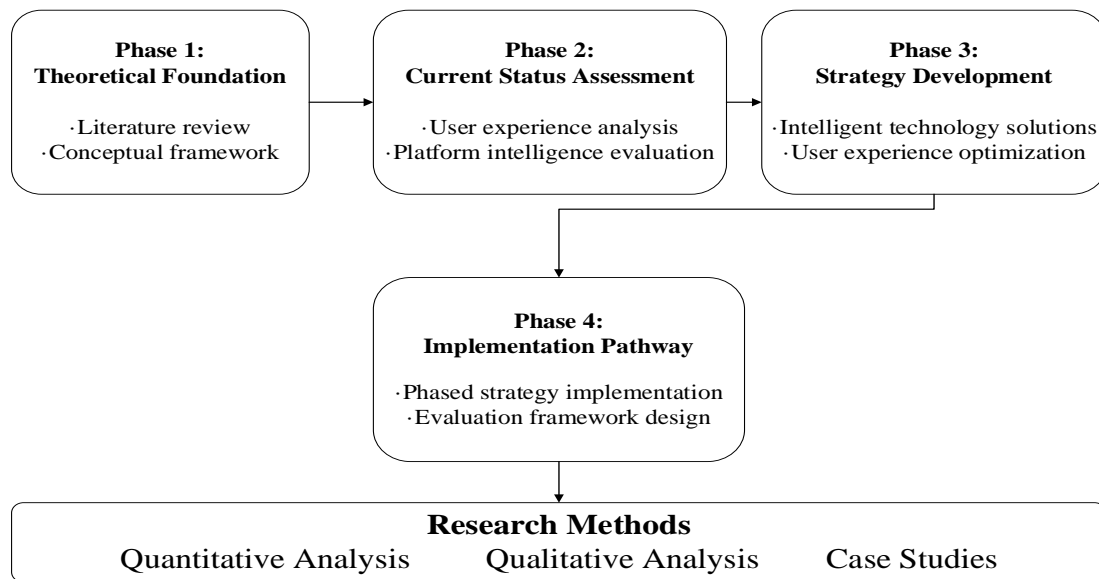 Phase 1:
Theoretical Foundation
·Literature review
·Conceptual framework
Phase 2:
Current Status Assessment
·User experience analysis
·Platform intelligence evaluation
Phase 3:
Strategy Development
·Intelligent technology solutions
·User experience optimization
Phase 4:
Implementation Pathway
·Phased strategy implementation
·Evaluation framework design
Research Methods
Quantitative Analysis Qualitative Analysis Case Studies